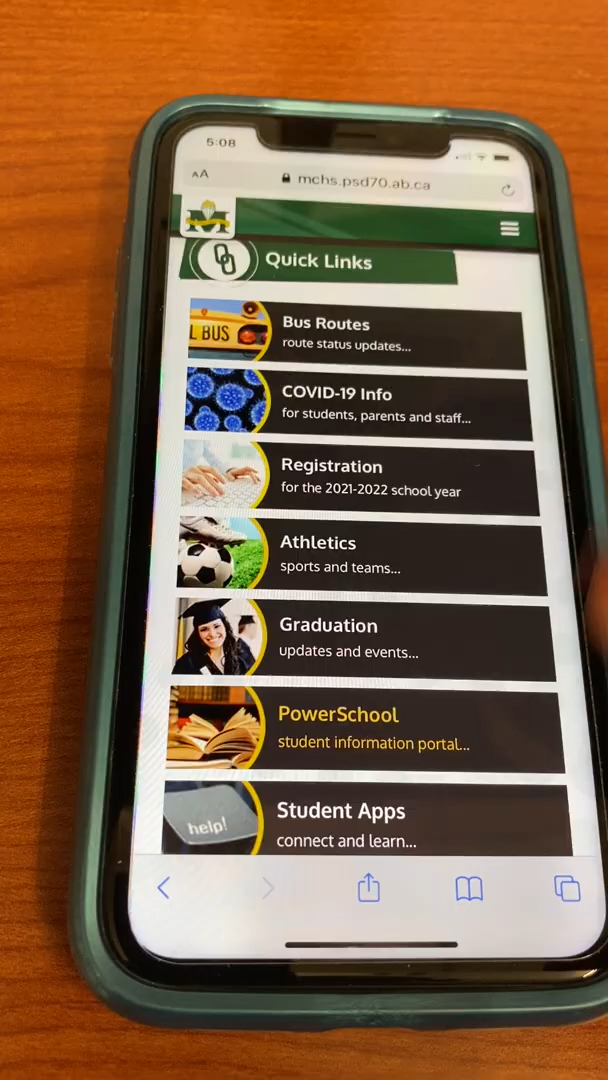 5:08
AA
mchs.psd70.ab.ca
M
Quick Links
L BUS
Bus Routes
route status updates...
COVID-19 Info
for students, parents and staff...
Registration
for the 2021-2022 school year
Athletics
sports and teams...
Graduation
updates and events...
PowerSchool
student information portal...
help!
Student Apps
connect and learn...